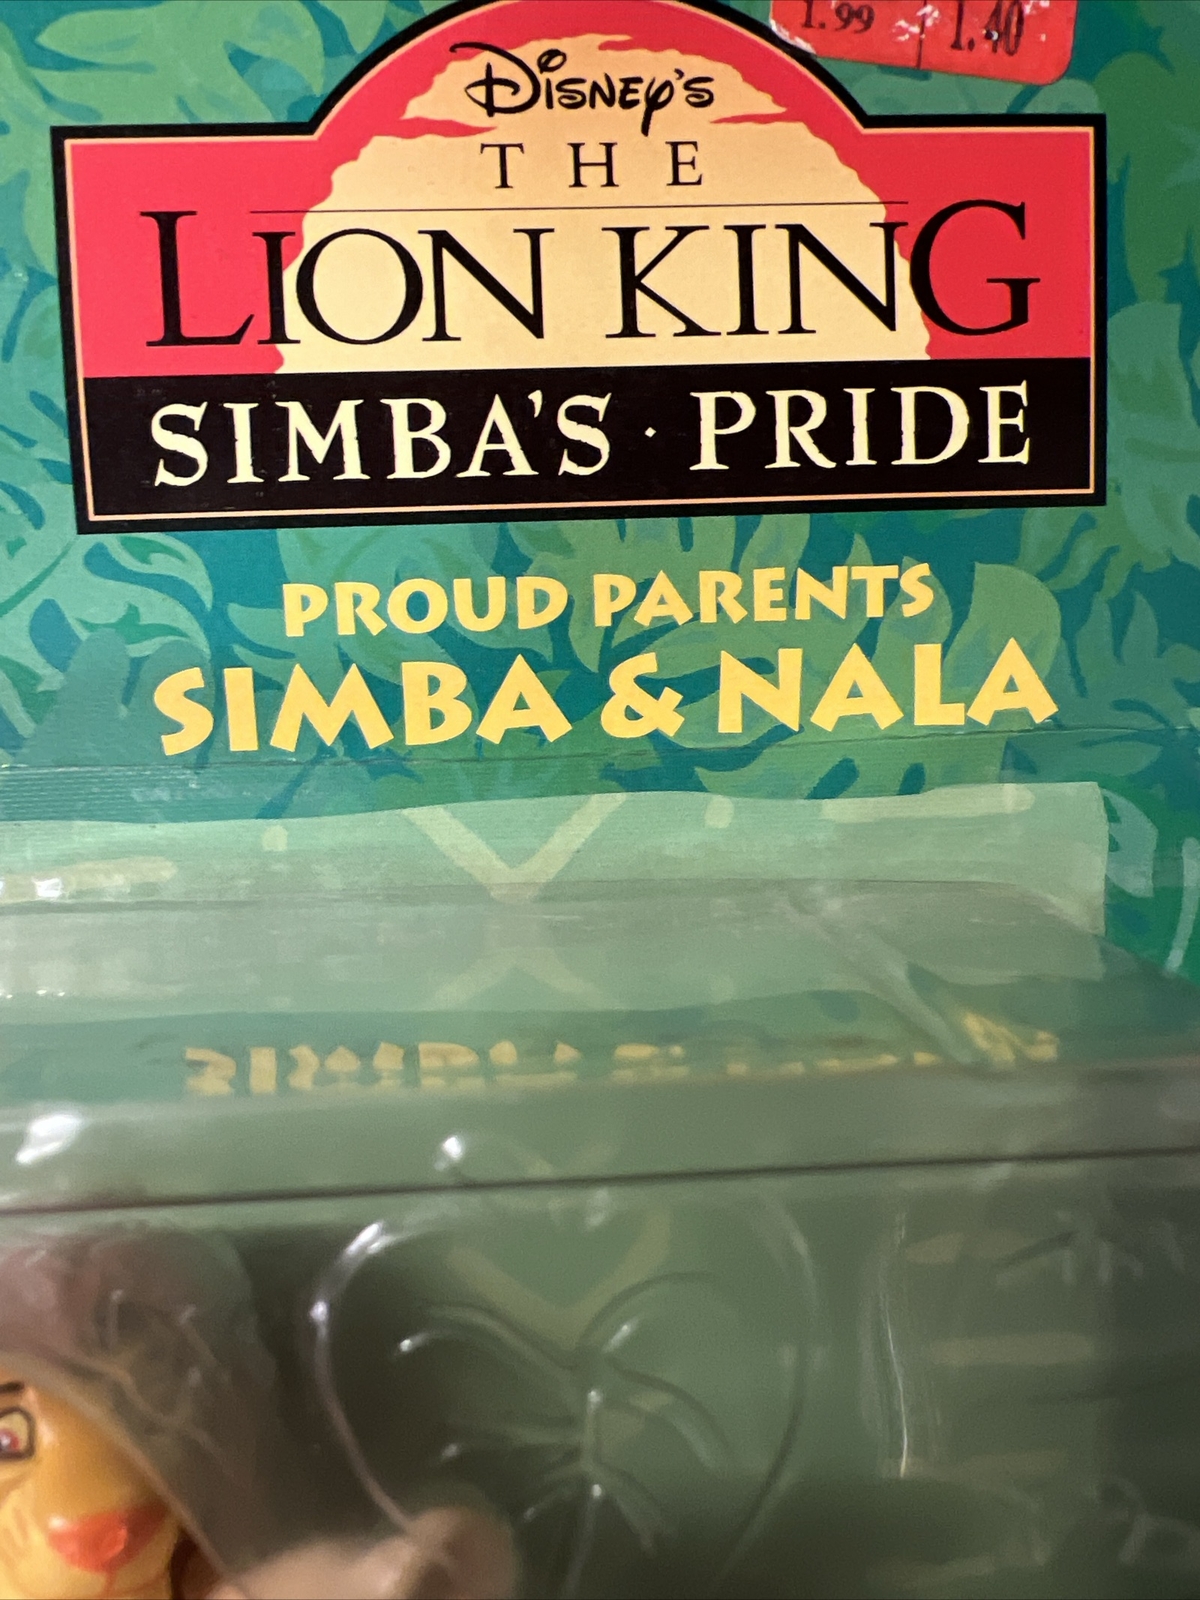 1.99 1.40
Disney's
THE
LION KING
SIMBA'S · PRIDE
PROUD PARENTS
SIMBA & NALA